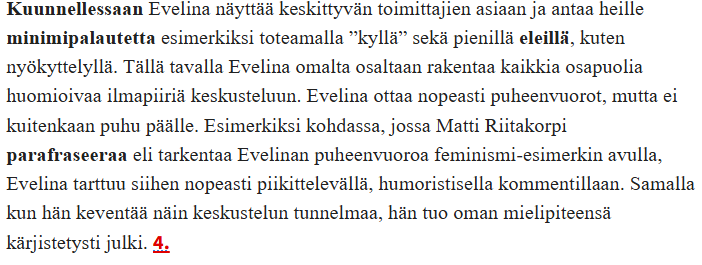 Kuunnellessaan Evelina näyttää keskittyvän toimittajien asiaan ja antaa heille
minimipalautetta esimerkiksi toteamalla ”kyllä” sekä pienillä eleillä, kuten
nyökyttelyllä. Tällä tavalla Evelina omalta osaltaan rakentaa kaikkia osapuolia
huomioivaa ilmapiiriä keskusteluun. Evelina ottaa nopeasti puheenvuorot, mutta ei
kuitenkaan puhu päälle. Esimerkiksi kohdassa, jossa Matti Riitakorpi
parafraseeraa eli tarkentaa Evelinan puheenvuoroa feminismi-esimerkin avulla,
Evelina tarttuu siihen nopeasti piikittelevällä, humoristisella kommentillaan. Samalla
kun hän keventää näin keskustelun tunnelmaa, hän tuo oman mielipiteensä
kärjistetysti julki. 4.